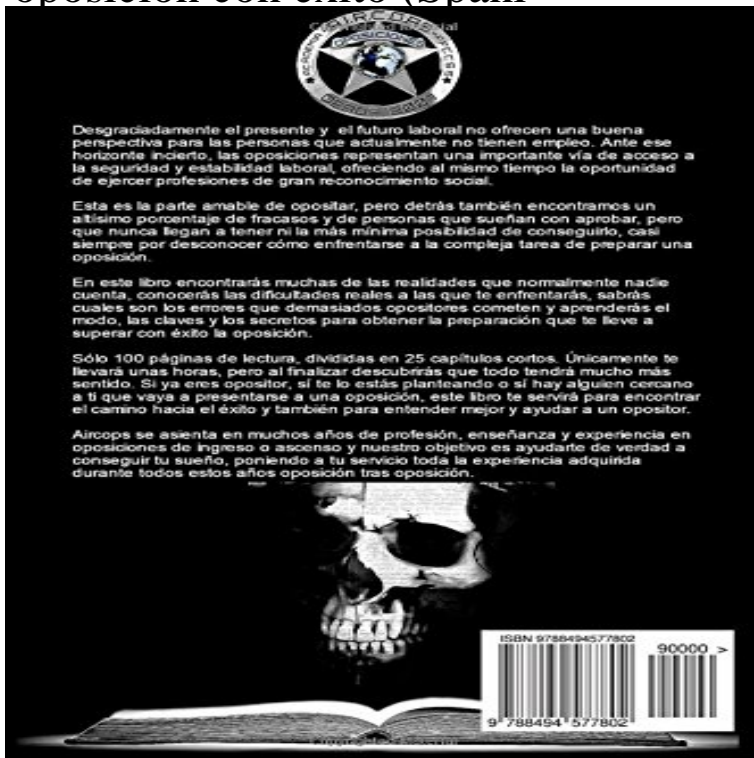 oposición con éxito (Spani
A.I.R.COPS
OPOSICIONES
Desgraciadamente el presente y el futuro laboral no ofrecen una buena
perspectiva para las personas que actualmente no tienen empleo. Ante ese
horizonte incierto, las oposiciones representan una importante vía de acceso a
la seguridad y estabilidad laboral, ofreciendo al mismo tiempo la oportunidad
de ejercer profesiones de gran reconocimiento social.
Esta es la parte amable de opositar, pero detrás también encontramos un
altísimo porcentaje de fracasos y de personas que sueñan con aprobar, pero
que nunca llegan a tener ni la más mínima posibilidad de conseguirlo, casi
siempre por desconocer cómo enfrentarse a la compleja tarea de preparar una
oposición.
En este libro encontrarás muchas de las realidades que normalmente nadie
cuenta, conocerás las dificultades reales a las que te enfrentarás, sabrás
cuales son los errores que demasiados opositores cometen y aprenderás el
modo, las claves y los secretos para obtener la preparación que te lleve a
superar con éxito la oposición.
Sólo 100 páginas de lectura, divididas en 25 capítulos cortos. Únicamente te
llevará unas horas, pero al finalizar descubrirás que todo tendrá mucho más
sentido. Si ya eres opositor, sí te lo estás planteando o sí hay alguien cercano
a ti que vaya a presentarse a una oposición, este libro te servirá para encontrar
el camino hacia el éxito y también para entender mejor y ayudar a un opositor.
Aircops se asienta en muchos años de profesión, enseñanza y experiencia en
oposiciones de ingreso o ascenso y nuestro objetivo es ayudarte de verdad a
conseguir tu sueño, poniendo a tu servicio toda la experiencia adquirida
durante todos estos años oposición tras oposición.
ISBN 9788494577802
90000 >
9 788494 577802